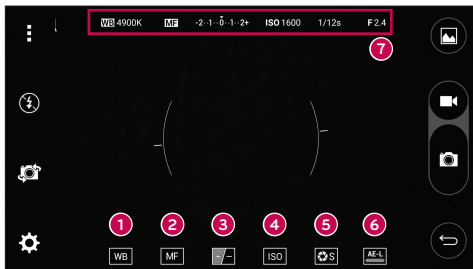 WB 4900K MF -2··1··0··1··2+ ISO 1600 1/12s F 2.4
7
1 2 3 4 5 6
WB MF +/- ISO S AE-L